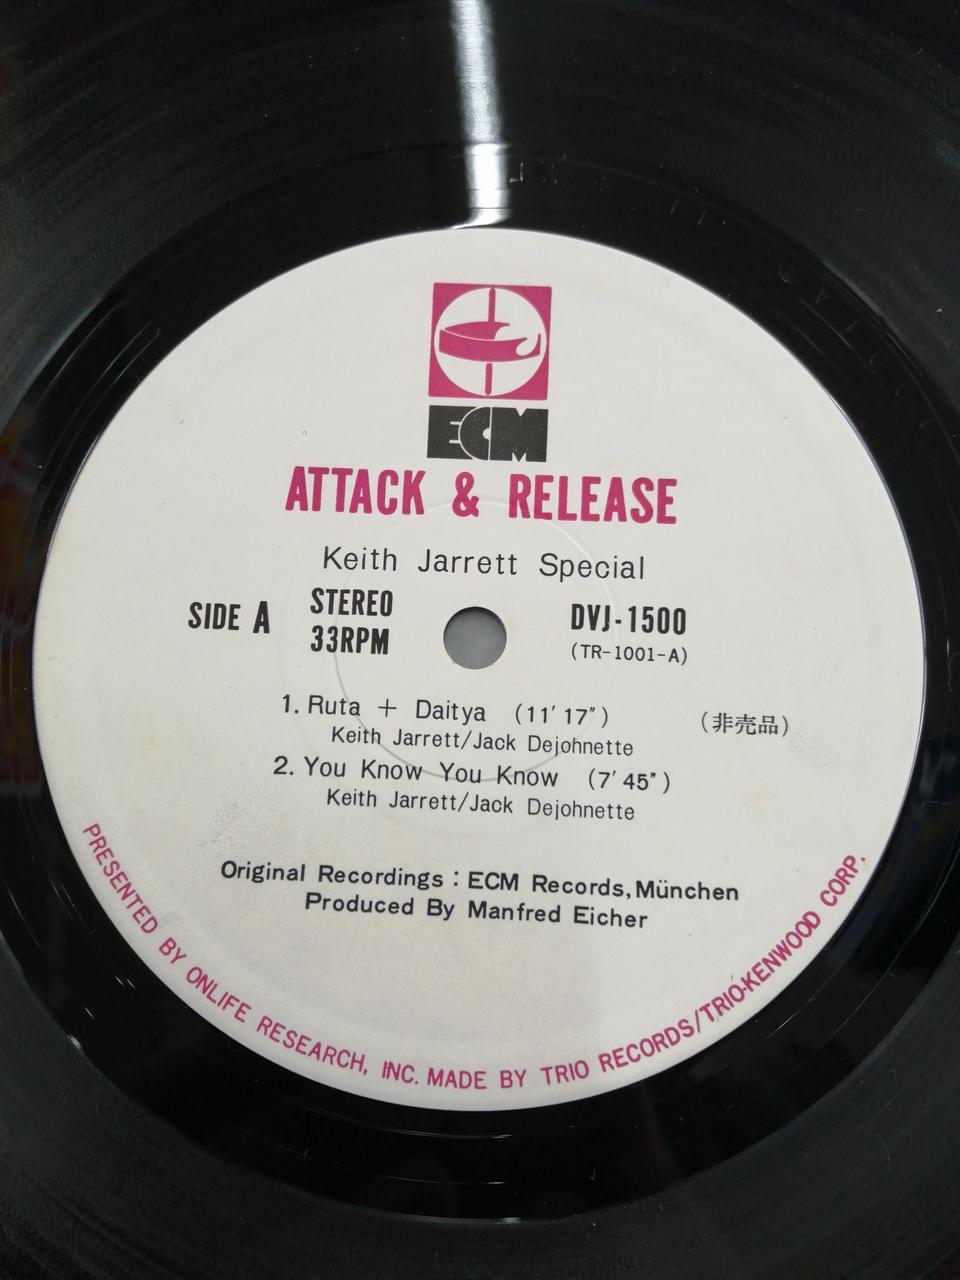 ECM
ATTACK & RELEASE
Keith Jarrett Special
SIDE A
STEREO
33RPM
DVJ-1500
(TR-1001-A)
1. Ruta + Daitya (11' 17")
Keith Jarrett/Jack Dejohnette
(非売品)
2. You Know You Know (7' 45")
Keith Jarrett/Jack Dejohnette
Original Recordings : ECM Records, München
Produced By Manfred Eicher
PRESENTED BY ONLIFE RESEARCH, INC. MADE BY TRIO RECORDS/TRIO-KENWOOD CORP.